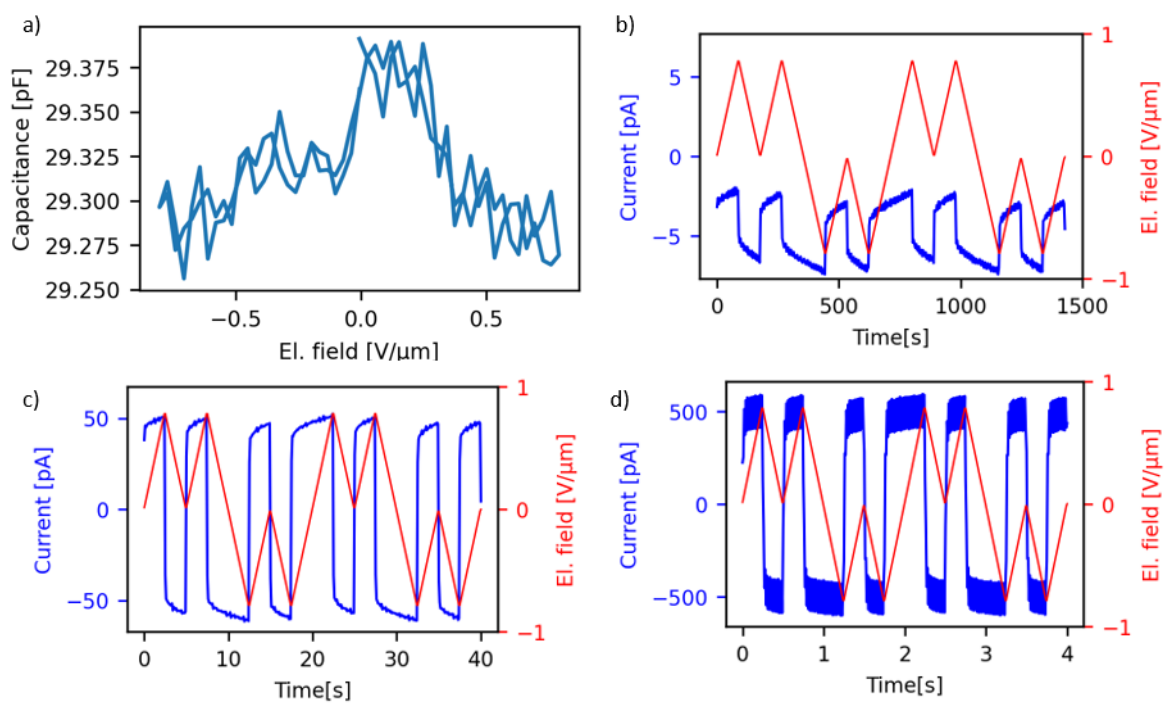 a)
Capacitance [pF]
29.375
29.350
29.325
29.300
29.275
29.250
−0.5
0.0
0.5
El. field [V/μm]
b)
Current [pA]
5
0
−5
1
0
−1
El. field [V/μm]
0
500
1000
1500
Time[s]
c)
Current [pA]
50
0
−50
1
0
−1
El. field [V/μm]
0
10
20
30
40
Time[s]
d)
Current [pA]
500
0
−500
1
0
−1
El. field [V/μm]
0
1
2
3
4
Time[s]